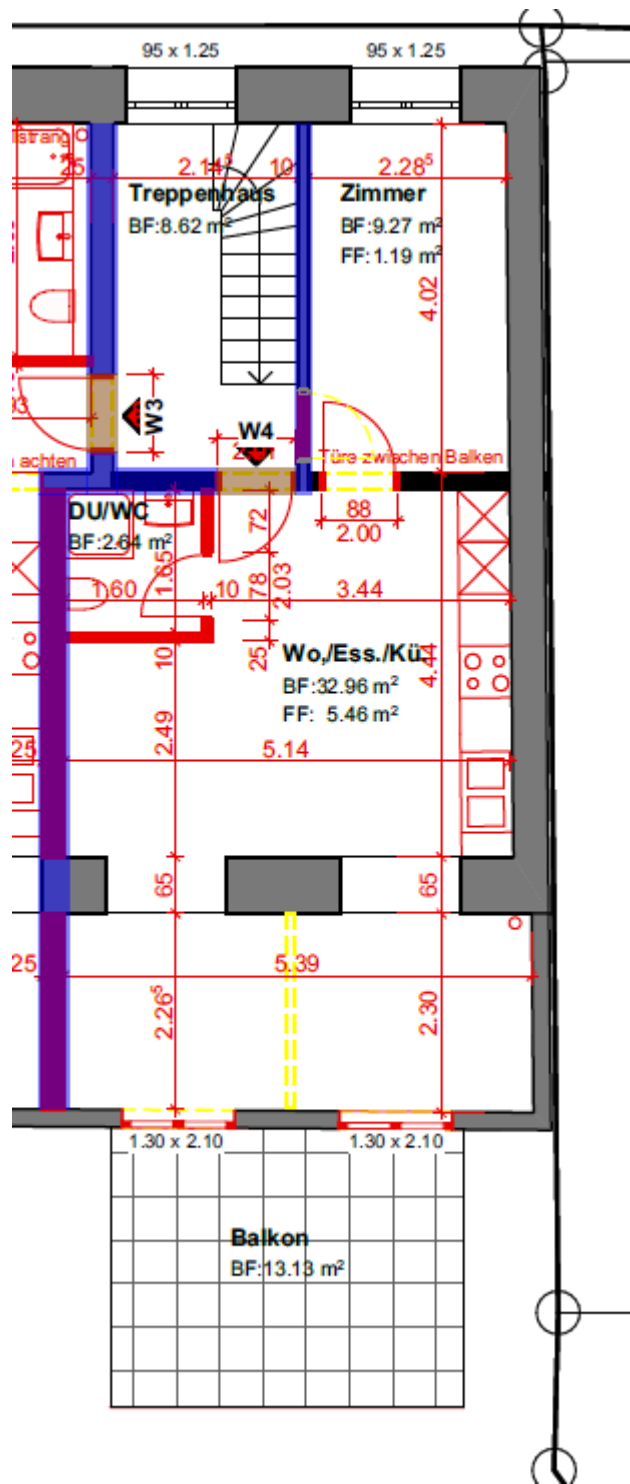 95 x 1.25
95 x 1.25
25
2.14⁵
10
2.28⁵
Treppenhaus
BF:8.62 m²
Zimmer
BF:9.27 m²
FF:1.19 m²
4.02
W3
W4
n achten
Türe zwischen Balken
DU/WC
BF:2.64 m²
72
88
2.00
1.65
1.60
10
78
2.03
3.44
10
25
Wo,/Ess./Kü
BF:32.96 m²
FF: 5.46 m²
4.44
2.49
25
5.14
65
65
25
5.39
2.26⁵
2.30
1.30 x 2.10
1.30 x 2.10
Balkon
BF:13.13 m²